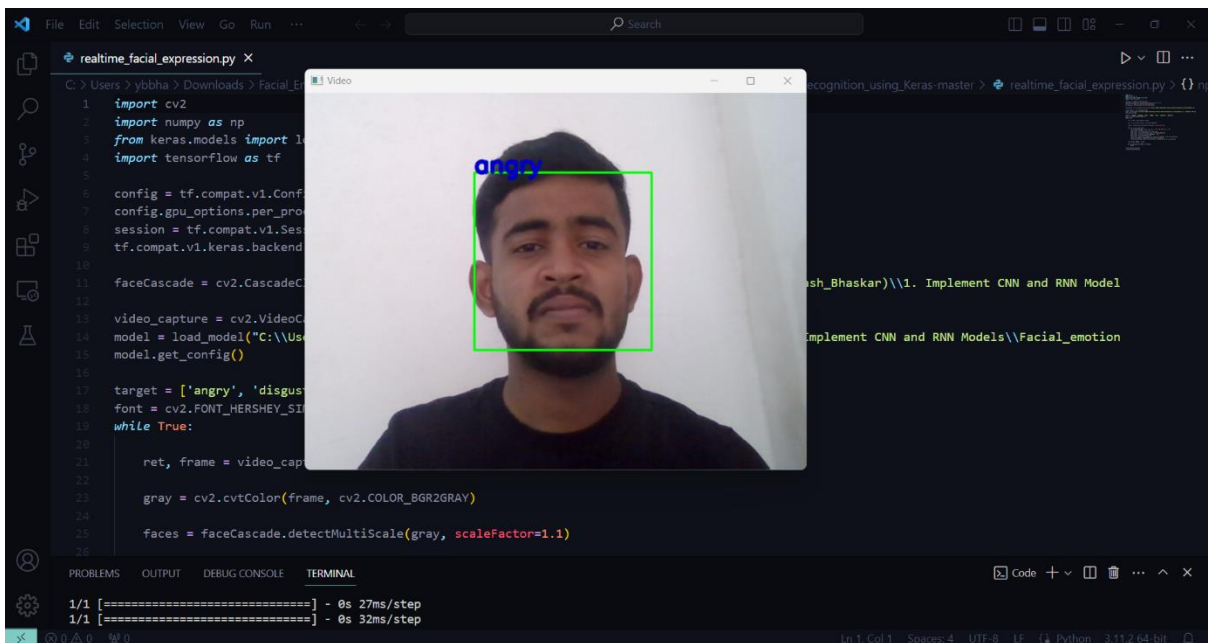 File Edit Selection View Go Run ··· Search
realtime_facial_expression.py
C: > Users > ybbha > Downloads > Facial_Er ecognition_using_Keras-master > realtime_facial_expression.py > {} np
Video
1 import cv2
2 import numpy as np
3 from keras.models import lo
4 import tensorflow as tf
5
6 config = tf.compat.v1.Conf
7 config.gpu_options.per_pro
8 session = tf.compat.v1.Ses
9 tf.compat.v1.keras.backend
10
11 faceCascade = cv2.CascadeC ash_Bhaskar)\\1. Implement CNN and RNN Model
12
13 video_capture = cv2.VideoC
14 model = load_model("C:\\Us Implement CNN and RNN Models\\Facial_emotion
15 model.get_config()
16
17 target = ['angry', 'disgus
18 font = cv2.FONT_HERSHEY_SI
19 while True:
20
21 ret, frame = video_cap
22
23 gray = cv2.cvtColor(frame, cv2.COLOR_BGR2GRAY)
24
25 faces = faceCascade.detectMultiScale(gray, scaleFactor=1.1)
26
angry
PROBLEMS OUTPUT DEBUG CONSOLE TERMINAL Code
1/1 [==============================] - 0s 27ms/step
1/1 [==============================] - 0s 32ms/step
0 0 0 Ln 1, Col 1 Spaces: 4 UTF-8 LF Python 3.11.2 64-bit